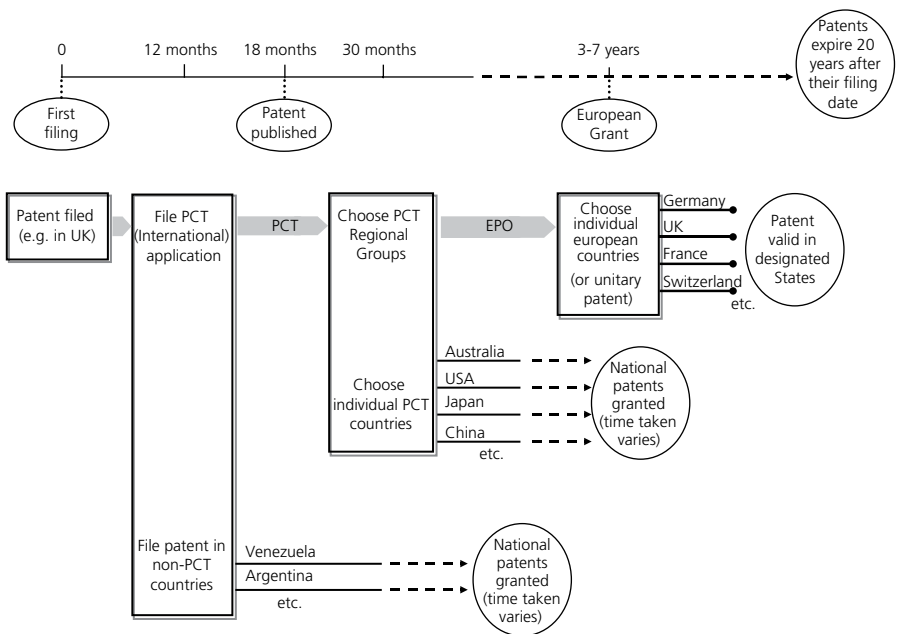 0
12 months
18 months
30 months
3-7 years
Patents
expire 20
years after
their filing
date
First
filing
Patent
published
European
Grant
Patent filed
(e.g. in UK)
File PCT
(International)
application
PCT
Choose PCT
Regional
Groups
EPO
Choose
individual
european
countries
(or unitary
patent)
Germany
UK
France
Switzerland
etc.
Patent
valid in
designated
States
Choose
individual PCT
countries
Australia
USA
Japan
China
etc.
National
patents
granted
(time taken
varies)
File patent in
non-PCT
countries
Venezuela
Argentina
etc.
National
patents
granted
(time taken
varies)